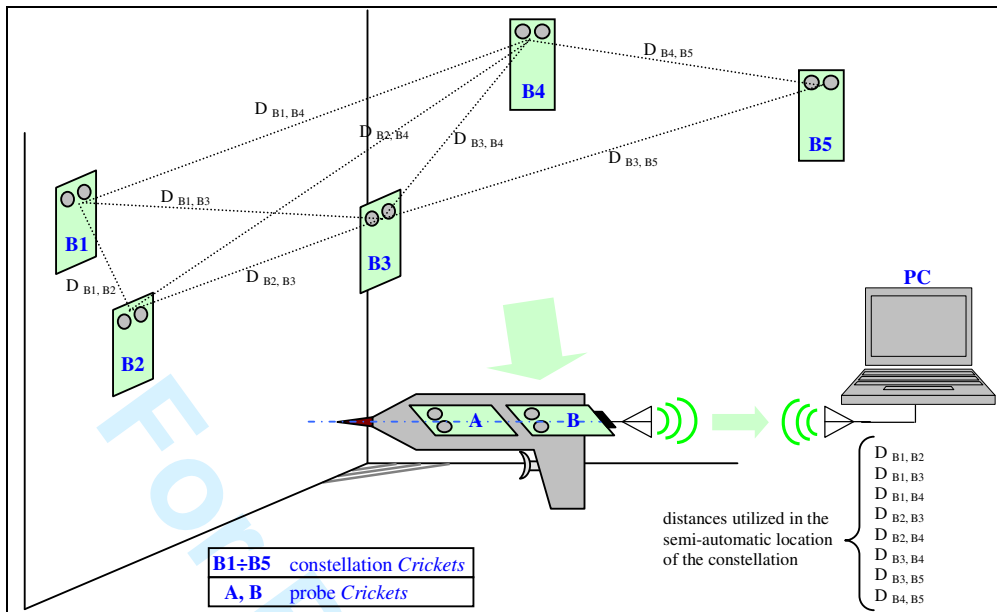 B4
D B4, B5
B5
D B1, B4
D B2, B4
D B3, B4
D B3, B5
B1
D B1, B3
B3
D B1, B2
D B2, B3
B2
PC
A
B
distances utilized in the
semi-automatic location
of the constellation
D B1, B2
D B1, B3
D B1, B4
D B2, B3
D B2, B4
D B3, B4
D B3, B5
D B4, B5
B1÷B5 constellation Crickets
A, B probe Crickets
For